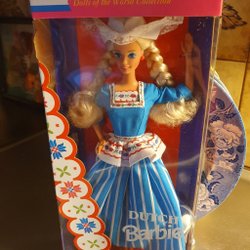 Dolls of the World Collection
DUTCH
Barbie